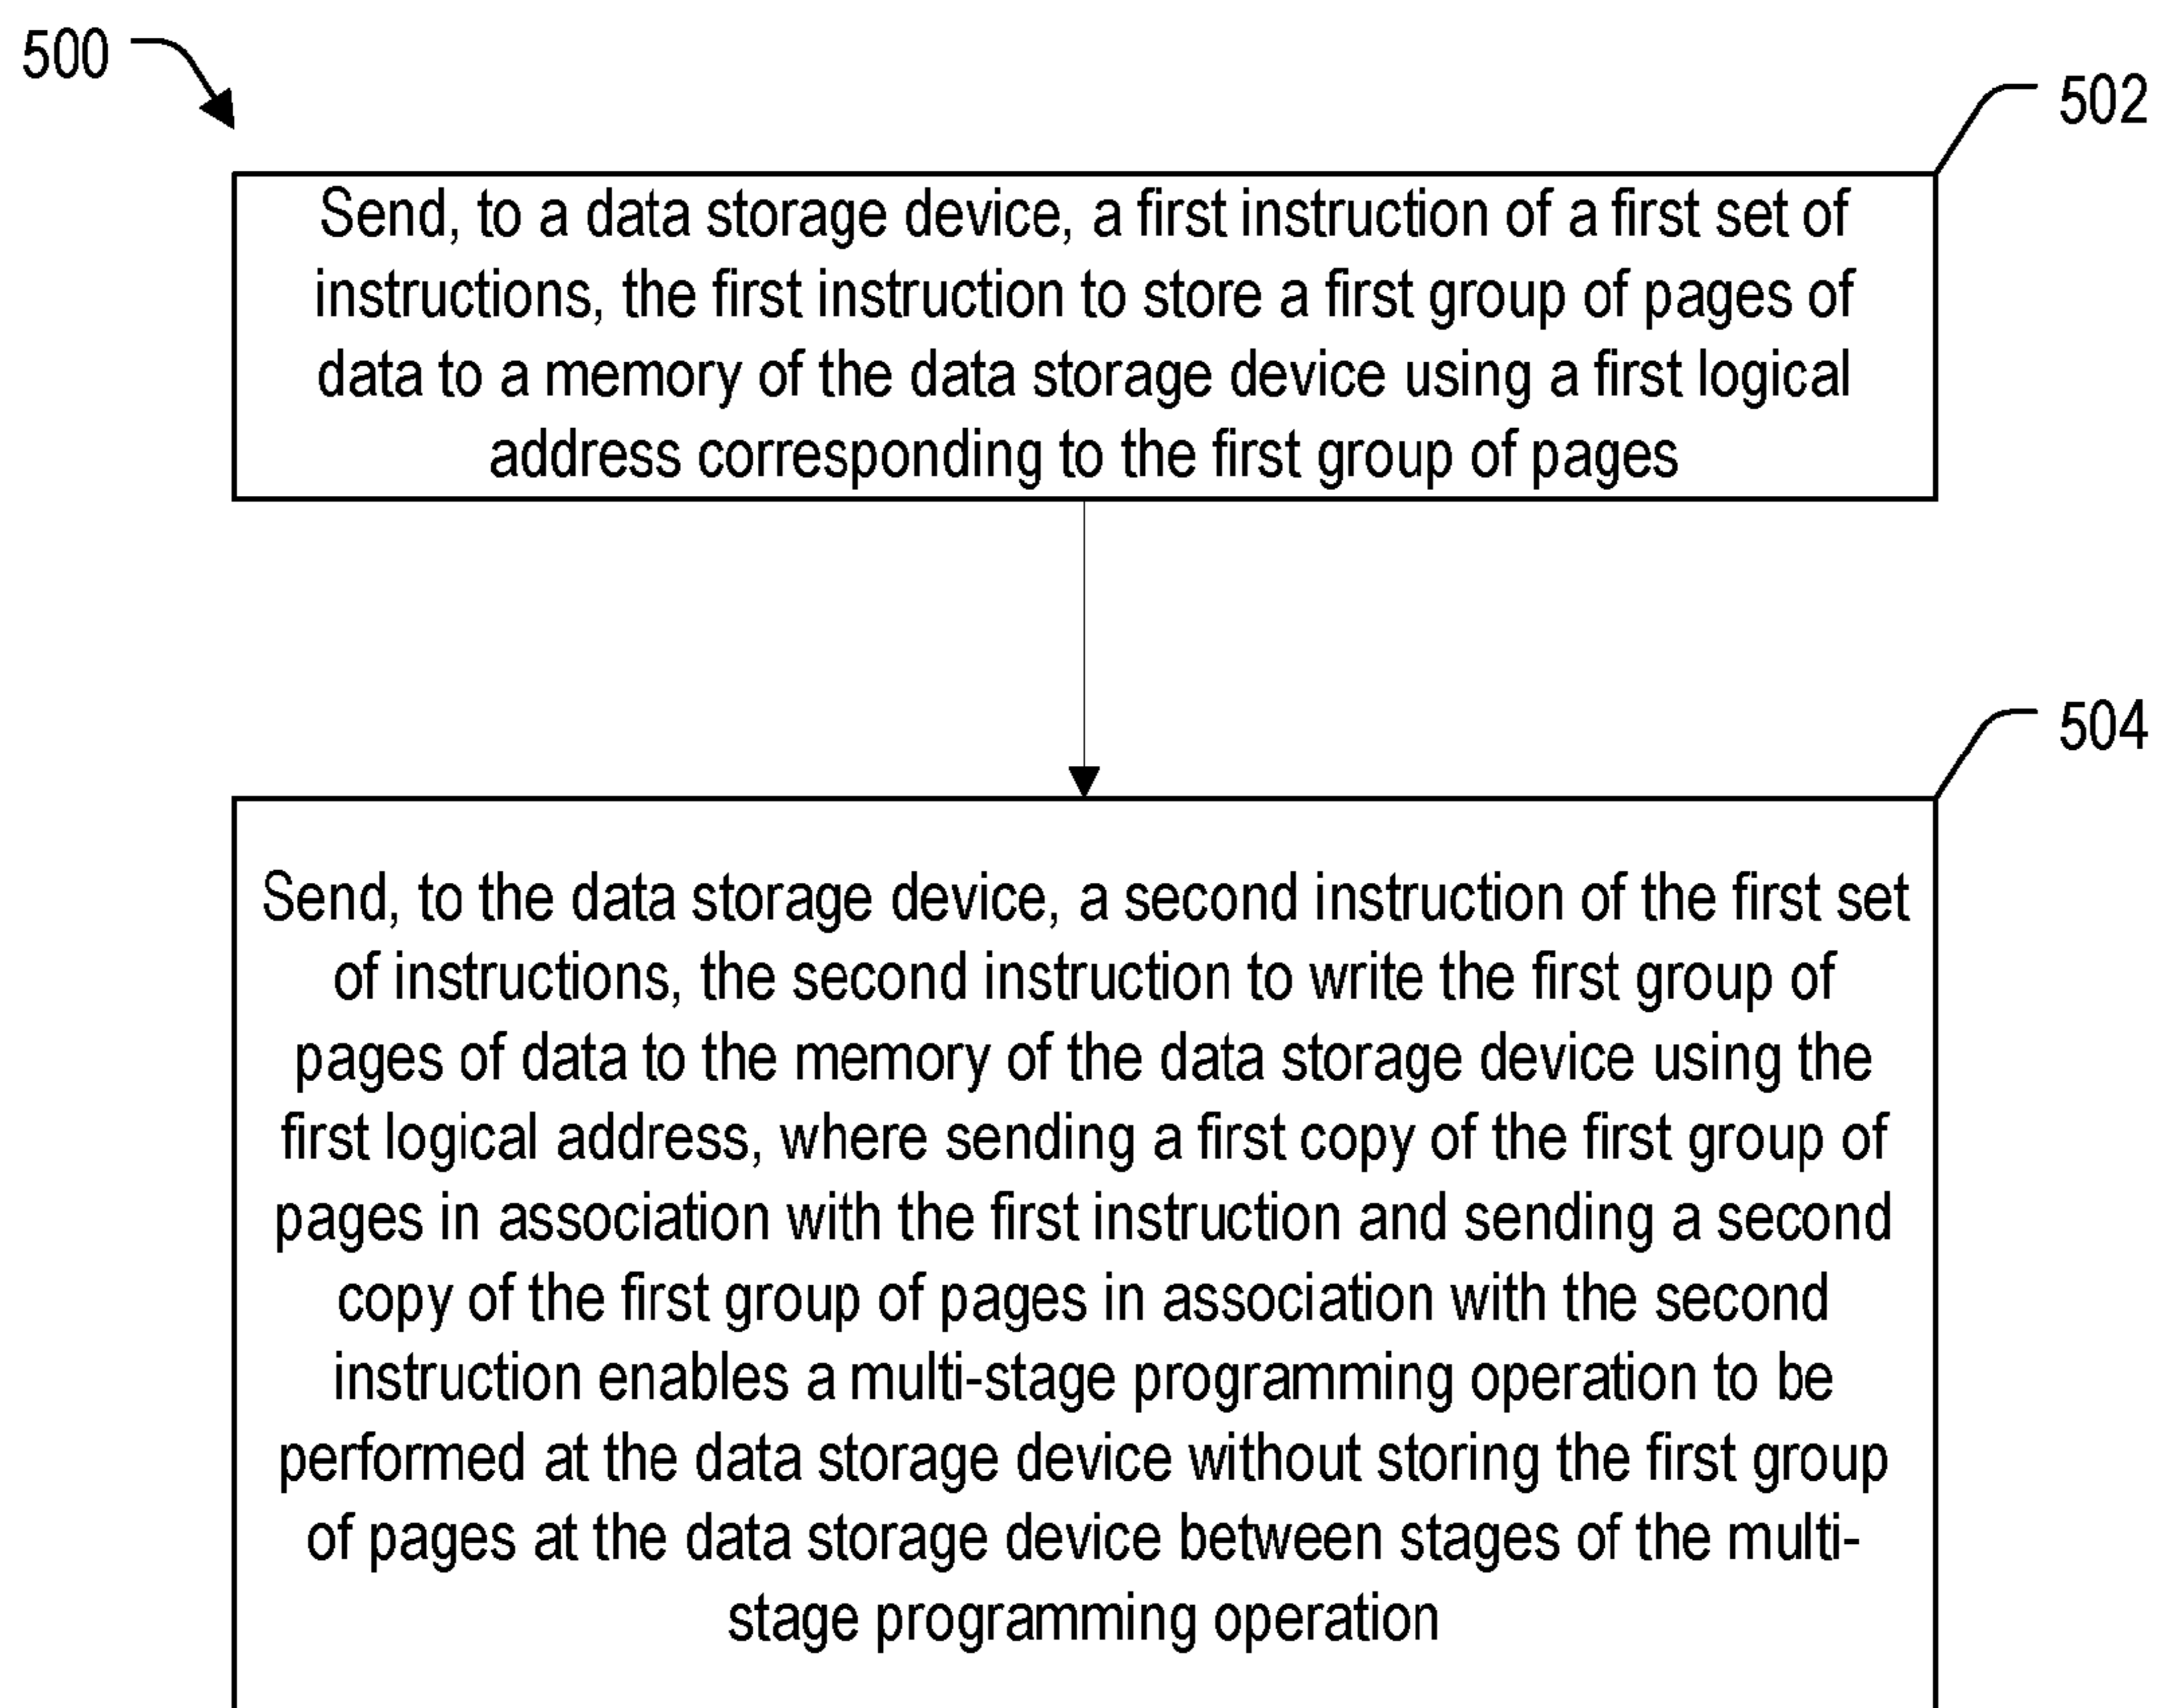 500
502
Send, to a data storage device, a first instruction of a first set of
instructions, the first instruction to store a first group of pages of
data to a memory of the data storage device using a first logical
address corresponding to the first group of pages
504
Send, to the data storage device, a second instruction of the first set
of instructions, the second instruction to write the first group of
pages of data to the memory of the data storage device using the
first logical address, where sending a first copy of the first group of
pages in association with the first instruction and sending a second
copy of the first group of pages in association with the second
instruction enables a multi-stage programming operation to be
performed at the data storage device without storing the first group
of pages at the data storage device between stages of the multi-
stage programming operation